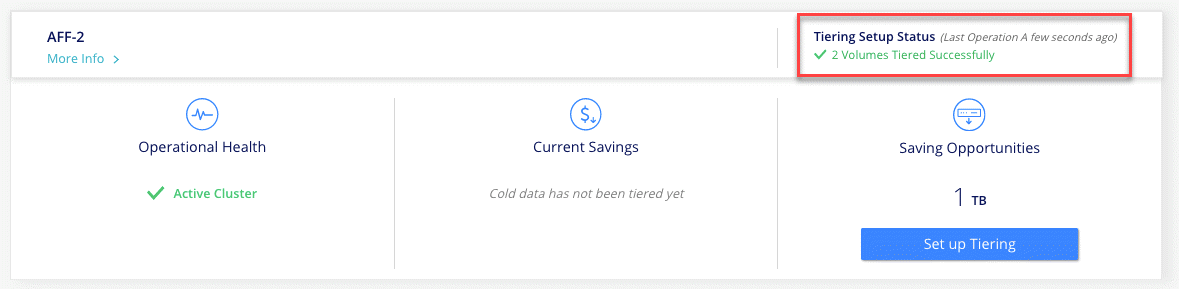 AFF-2
More Info >
Tiering Setup Status (Last Operation A few seconds ago)
2 Volumes Tiered Successfully
Operational Health
Active Cluster
$
Current Savings
Cold data has not been tiered yet
Saving Opportunities
1 TB
Set up Tiering